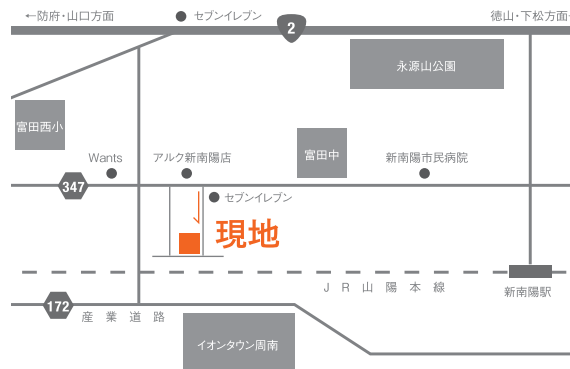 ←防府・山口方面
セブンイレブン
徳山・下松方面
2
永源山公園
富田西小
富田中
Wants
アルク新南陽店
新南陽市民病院
347
セブンイレブン
現地
JR山陽本線
新南陽駅
172
産業道路
イオンタウン周南